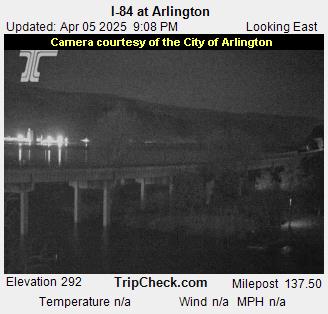 I-84 at Arlington
Updated: Apr 05 2025 9:08 PM Looking East
Camera courtesy of the City of Arlington
Elevation 292 TripCheck.com Milepost 137.50
Temperature n/a Wind n/a MPH n/a